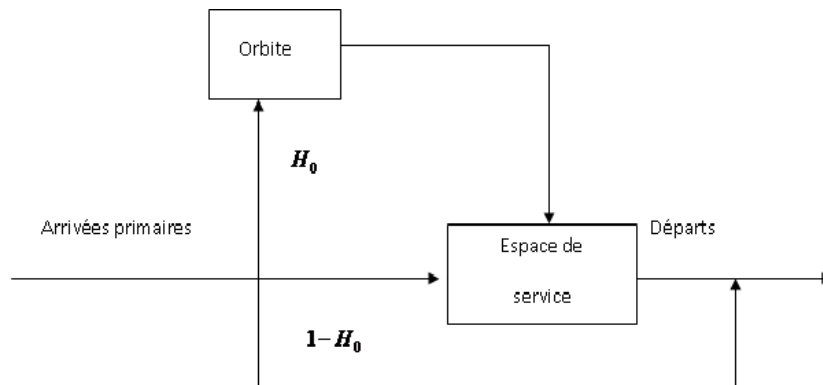 Orbite
H₀
Arrivées primaires
Espace de
service
Départs
1−H₀